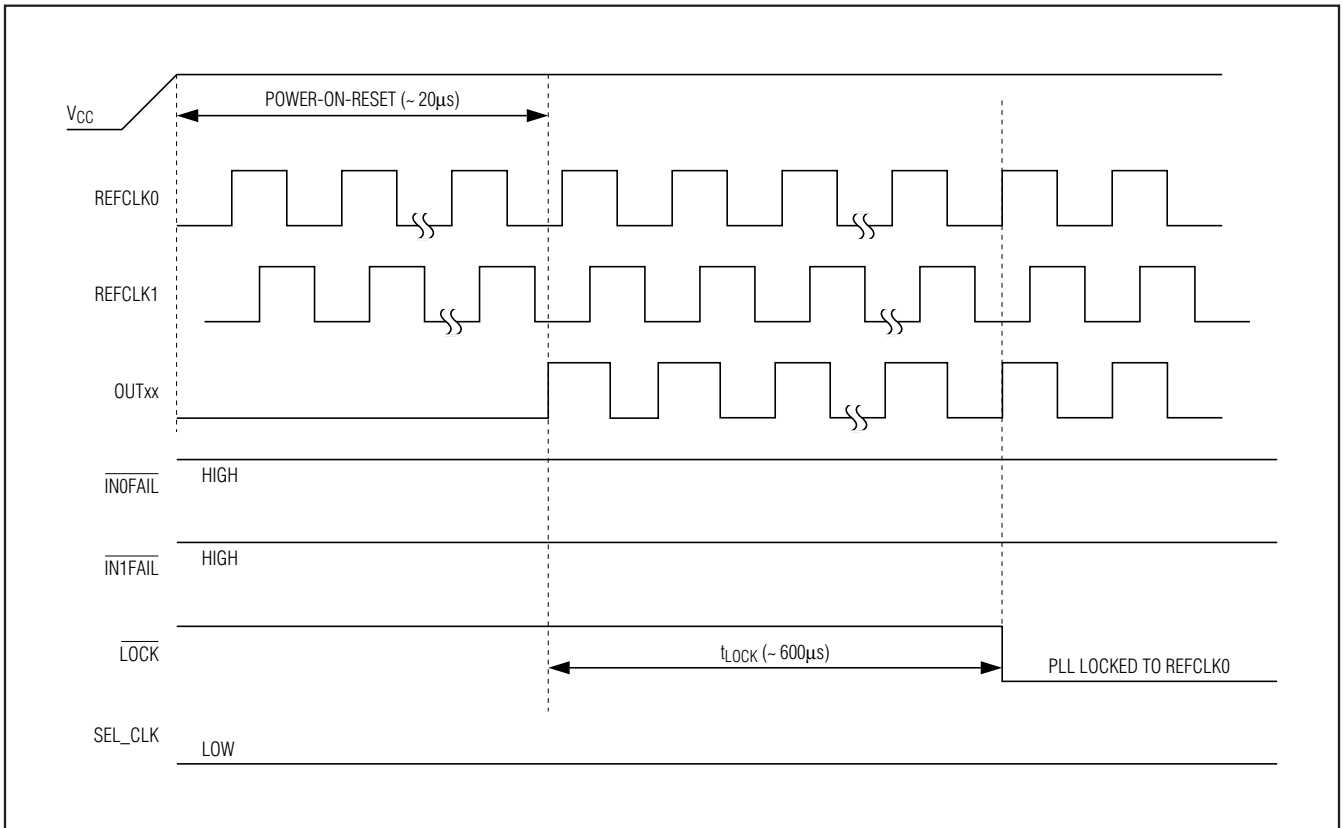 VCC
POWER-ON-RESET (~ 20µs)
REFCLK0
REFCLK1
OUTxx
IN0FAIL
HIGH
IN1FAIL
HIGH
LOCK
tLOCK (~ 600µs)
PLL LOCKED TO REFCLK0
SEL_CLK
LOW